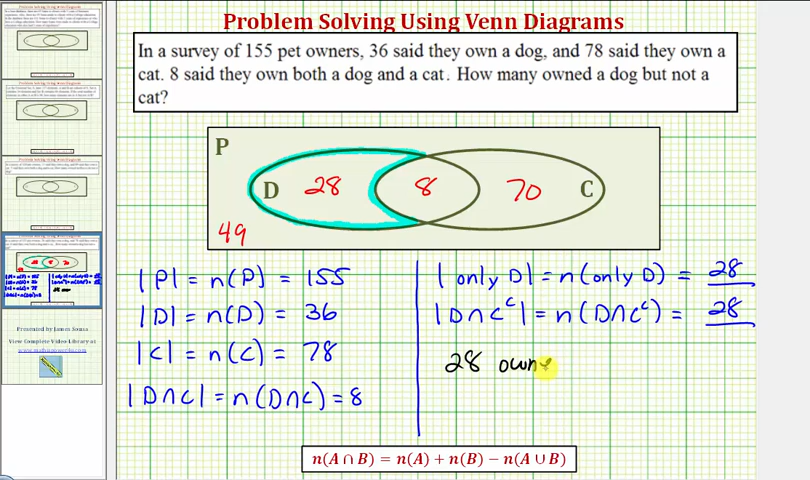 Problem Solving Using Venn Diagrams
In a survey of 155 pet owners, 36 said they own a dog, and 78 said they own a
cat. 8 said they own both a dog and a cat. How many owned a dog but not a
cat?
P
D 28 8 70 C
49
|P| = n(P) = 155
|D| = n(D) = 36
|C| = n(C) = 78
|D∩C| = n(D∩C) = 8
|only D| = n(only D) = 28
|D∩Cᶜ| = n(D∩Cᶜ) = 28
28 owne
n(A ∩ B) = n(A) + n(B) − n(A ∪ B)
Presented by James Sousa
View Complete Video Library at